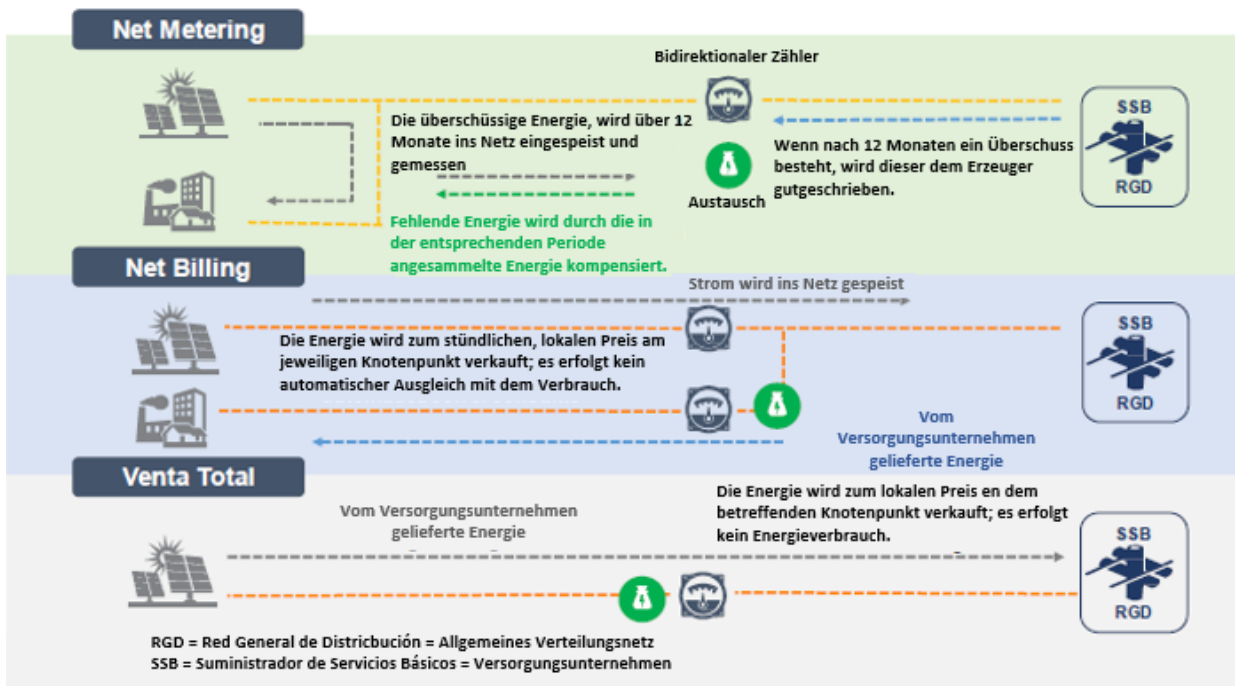 Net Metering
Bidirektionaler Zähler
Die überschüssige Energie, wird über 12
Monate ins Netz eingespeist und
gemessen
Wenn nach 12 Monaten ein Überschuss
besteht, wird dieser dem Erzeuger
gutgeschrieben.
SSB
RGD
Austausch
Fehlende Energie wird durch die in
der entsprechenden Periode
angesammelte Energie kompensiert.
Net Billing
Strom wird ins Netz gespeist
Die Energie wird zum stündlichen, lokalen Preis am
jeweiligen Knotenpunkt verkauft; es erfolgt kein
automatischer Ausgleich mit dem Verbrauch.
SSB
RGD
Vom
Versorgungsunternehmen
gelieferte Energie
Venta Total
Vom Versorgungsunternehmen
gelieferte Energie
Die Energie wird zum lokalen Preis en dem
betreffenden Knotenpunkt verkauft; es erfolgt
kein Energieverbrauch.
SSB
RGD
RGD = Red General de Districbución = Allgemeines Verteilungsnetz
SSB = Suministrador de Servicios Básicos = Versorgungsunternehmen